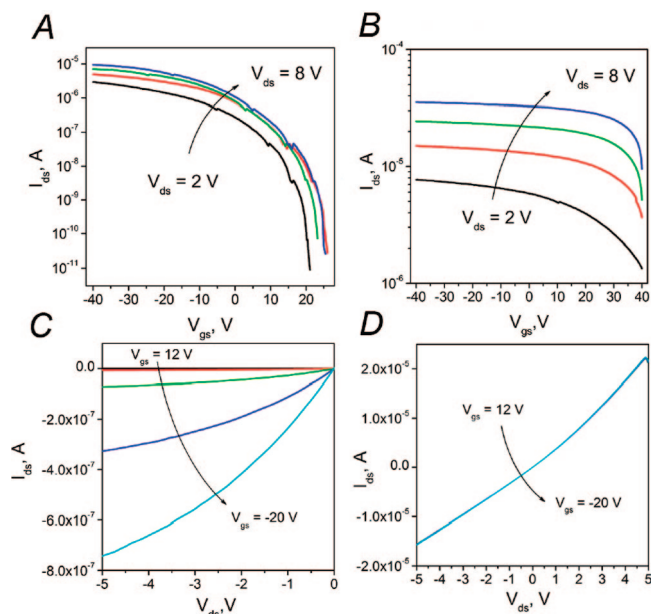 A
10⁻⁵
10⁻⁶
10⁻⁷
10⁻⁸
10⁻⁹
10⁻¹⁰
10⁻¹¹
I_ds, A
V_ds = 8 V
V_ds = 2 V
-40 -30 -20 -10 0 10 20
V_gs, V
B
10⁻⁴
10⁻⁵
10⁻⁶
I_ds, A
V_ds = 8 V
V_ds = 2 V
-40 -30 -20 -10 0 10 20 30 40
V_gs, V
C
0.0
-2.0x10⁻⁷
-4.0x10⁻⁷
-6.0x10⁻⁷
-8.0x10⁻⁷
I_ds, A
V_gs = 12 V
V_gs = -20 V
-5 -4 -3 -2 -1 0
V_ds, V
D
2.0x10⁻⁵
1.0x10⁻⁵
0.0
-1.0x10⁻⁵
-2.0x10⁻⁵
I_ds, A
V_gs = 12 V
V_gs = -20 V
-5 -4 -3 -2 -1 0 1 2 3 4 5
V_ds, V